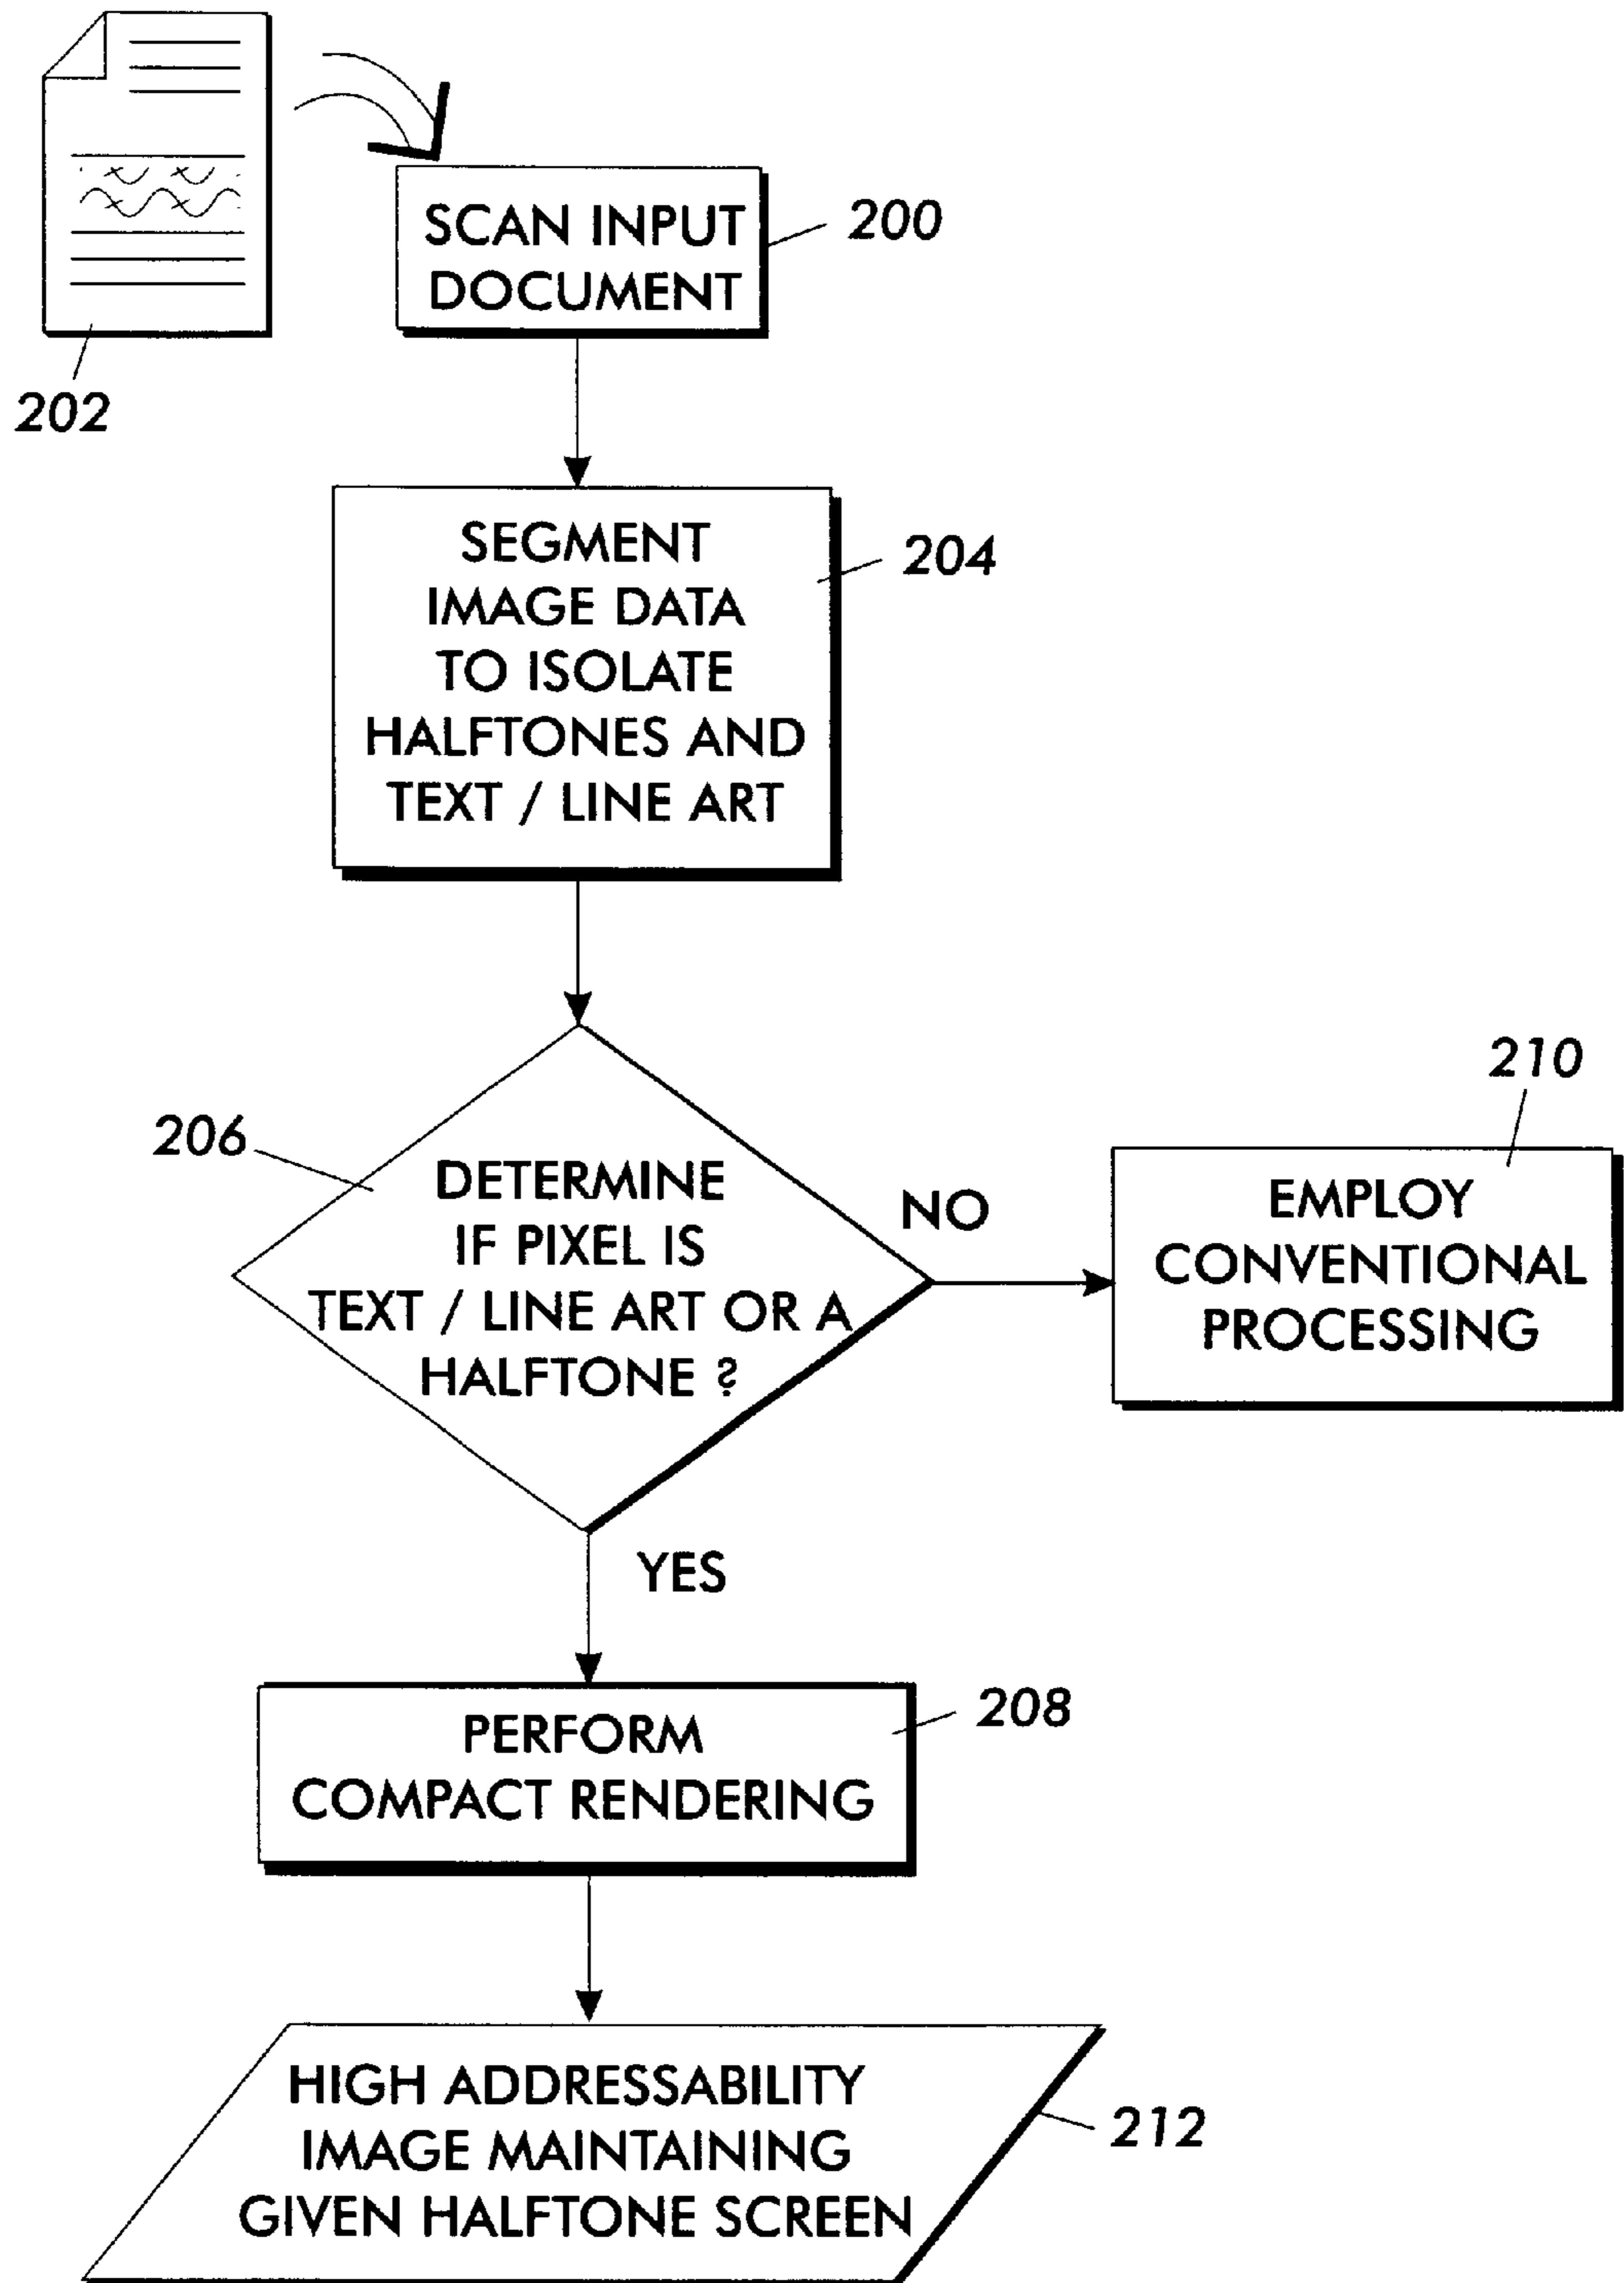 SCAN INPUT
DOCUMENT
200
202
SEGMENT
IMAGE DATA
TO ISOLATE
HALFTONES AND
TEXT / LINE ART
204
206
DETERMINE
IF PIXEL IS
TEXT / LINE ART OR A
HALFTONE ?
NO
210
EMPLOY
CONVENTIONAL
PROCESSING
YES
PERFORM
COMPACT RENDERING
208
HIGH ADDRESSABILITY
IMAGE MAINTAINING
GIVEN HALFTONE SCREEN
212